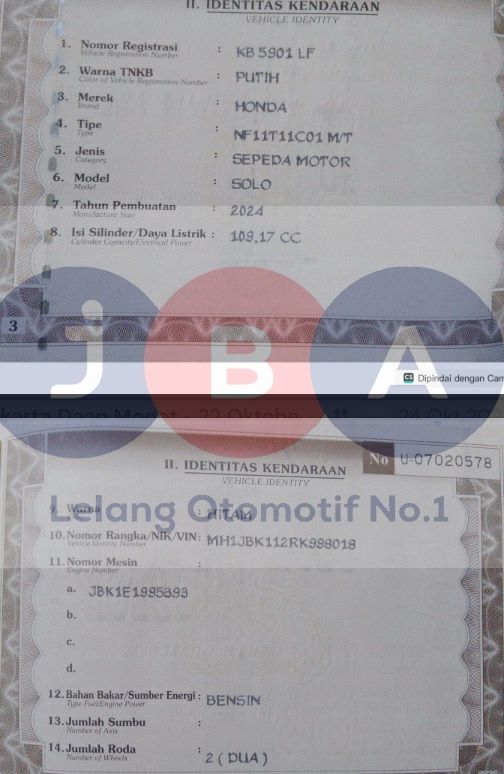 II. IDENTITAS KENDARAAN
VEHICLE IDENTITY
1. Nomor Registrasi : KB 5901 LF
Vehicle Registration Number
2. Warna TNKB : PUTIH
Color of Vehicle Registration Number
3. Merek : HONDA
Brand
4. Tipe : NF11T11C01 M/T
Type
5. Jenis : SEPEDA MOTOR
Category
6. Model : SOLO
Model
7. Tahun Pembuatan : 2024
Manufacture Year
8. Isi Silinder/Daya Listrik : 109,17 CC
Cylinder Capacity/Electrical Power
3
JBA
CS Dipindai dengan Cam
No U-07020578
II. IDENTITAS KENDARAAN
VEHICLE IDENTITY
Lelang Otomotif No.1
9. Warna : HITAM
10. Nomor Rangka/NIK/VIN : MH1JBK112RK998018
Vehicle Identity Number
11. Nomor Mesin :
Engine Number
a. JBK1E1995893
b.
c.
d.
12. Bahan Bakar/Sumber Energi : BENSIN
Type Fuel/Engine Power
13. Jumlah Sumbu :
Number of Axis
14. Jumlah Roda : 2 ( DUA )
Number of Wheels